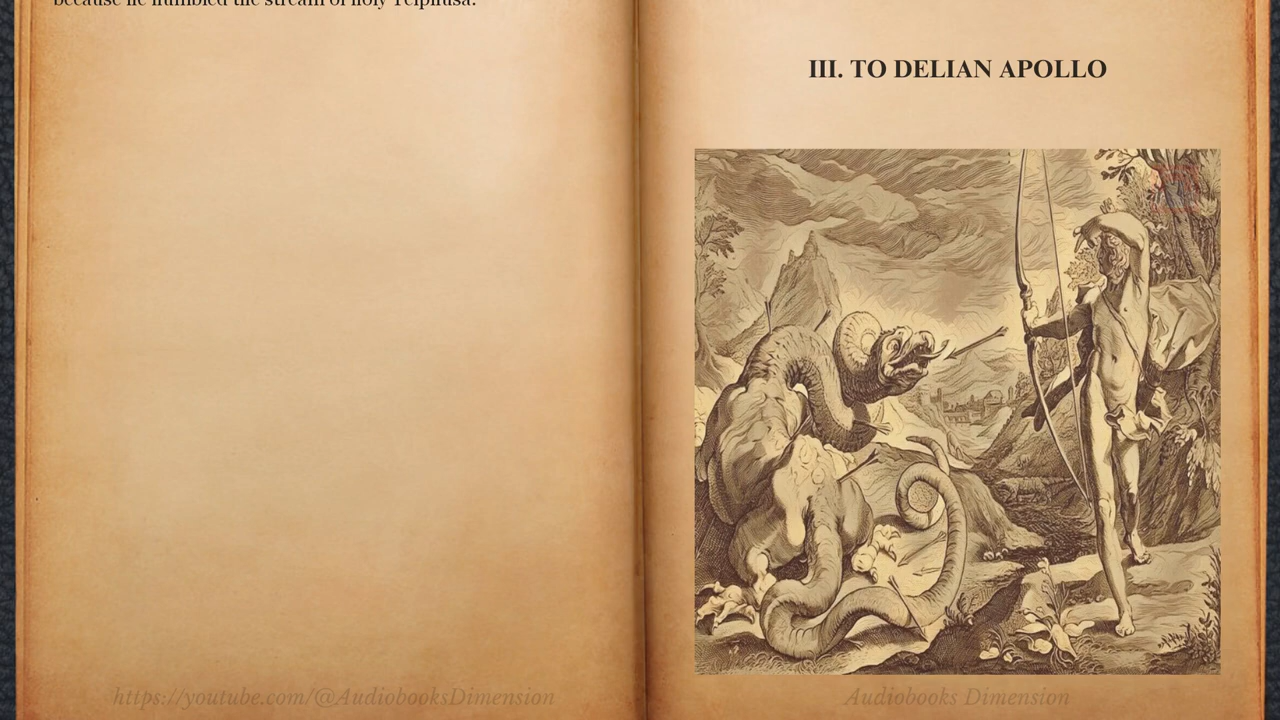 because he humbled the stream of holy Telphusa.
III. TO DELIAN APOLLO
https://youtube.com/@AudiobooksDimension
Audiobooks Dimension